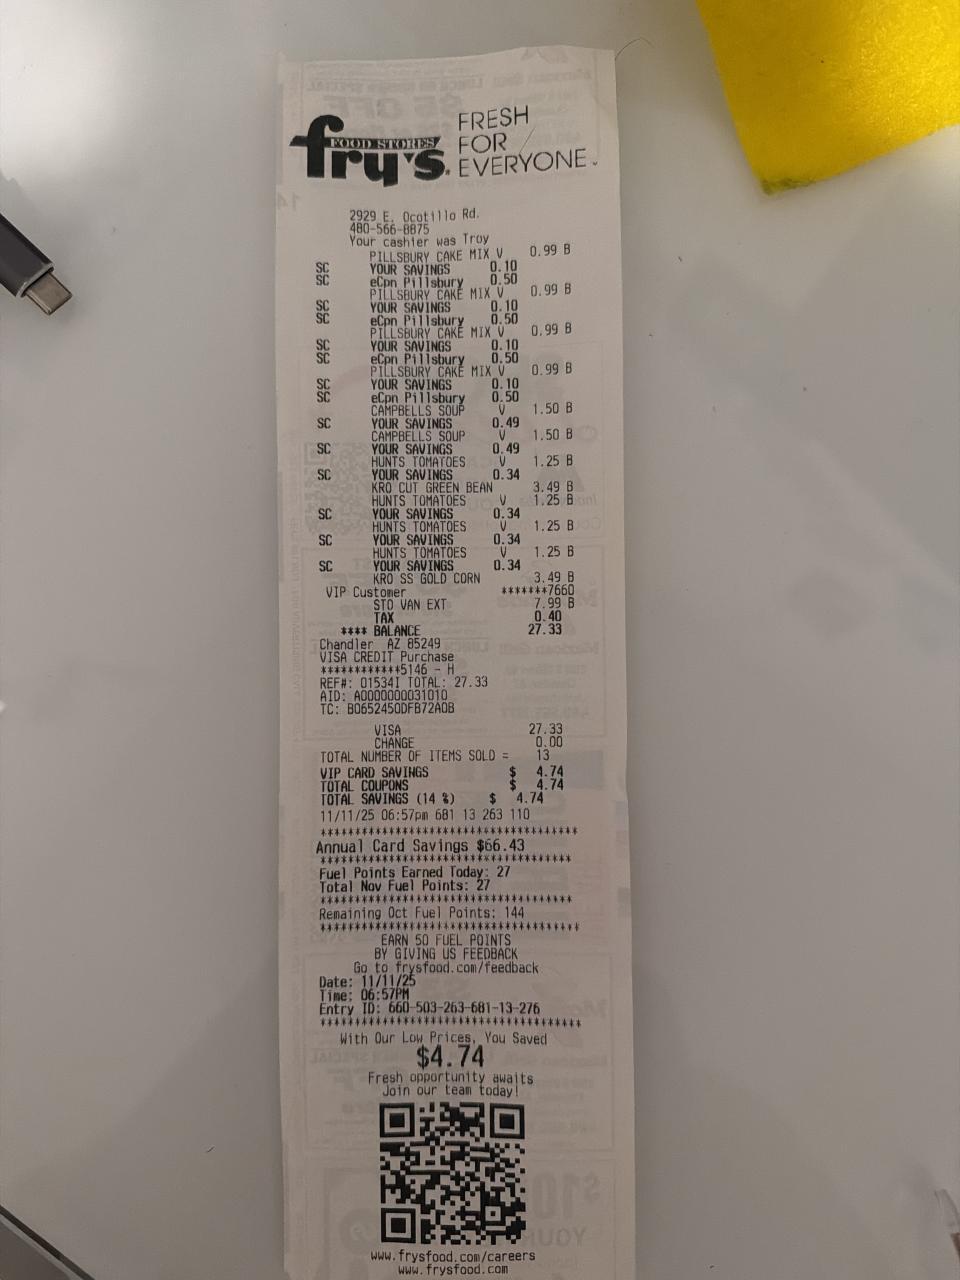 FOOD STORES
fry's.
FRESH
FOR
EVERYONE
2929 E. Ocotillo Rd.
480-566-8875
Your cashier was Troy
PILLSBURY CAKE MIX V 0.99 B
SC YOUR SAVINGS 0.10
SC eCpn Pillsbury 0.50
PILLSBURY CAKE MIX V 0.99 B
SC YOUR SAVINGS 0.10
SC eCpn Pillsbury 0.50
PILLSBURY CAKE MIX V 0.99 B
SC YOUR SAVINGS 0.10
SC eCpn Pillsbury 0.50
PILLSBURY CAKE MIX V 0.99 B
SC YOUR SAVINGS 0.10
SC eCpn Pillsbury 0.50
CAMPBELLS SOUP V 1.50 B
SC YOUR SAVINGS 0.49
CAMPBELLS SOUP V 1.50 B
SC YOUR SAVINGS 0.49
HUNTS TOMATOES V 1.25 B
SC YOUR SAVINGS 0.34
KRO CUT GREEN BEAN 3.49 B
HUNTS TOMATOES V 1.25 B
SC YOUR SAVINGS 0.34
HUNTS TOMATOES V 1.25 B
SC YOUR SAVINGS 0.34
HUNTS TOMATOES V 1.25 B
SC YOUR SAVINGS 0.34
KRO SS GOLD CORN 3.49 B
VIP Customer *******7660
STO VAN EXT 7.99 B
TAX 0.40
**** BALANCE 27.33
Chandler AZ 85249
VISA CREDIT Purchase
************5146 - H
REF#: 01534I TOTAL: 27.33
AID: A0000000031010
TC: B0652450DFB72A0B
VISA 27.33
CHANGE 0.00
TOTAL NUMBER OF ITEMS SOLD = 13
VIP CARD SAVINGS $ 4.74
TOTAL COUPONS $ 4.74
TOTAL SAVINGS (14 %) $ 4.74
11/11/25 06:57pm 681 13 263 110
************************************
Annual Card Savings $66.43
************************************
Fuel Points Earned Today: 27
Total Nov Fuel Points: 27
************************************
Remaining Oct Fuel Points: 144
************************************
EARN 50 FUEL POINTS
BY GIVING US FEEDBACK
Go to frysfood.com/feedback
Date: 11/11/25
Time: 06:57PM
Entry ID: 660-503-263-681-13-276
************************************
With Our Low Prices, You Saved
$4.74
Fresh opportunity awaits
Join our team today!
www.frysfood.com/careers
www.frysfood.com